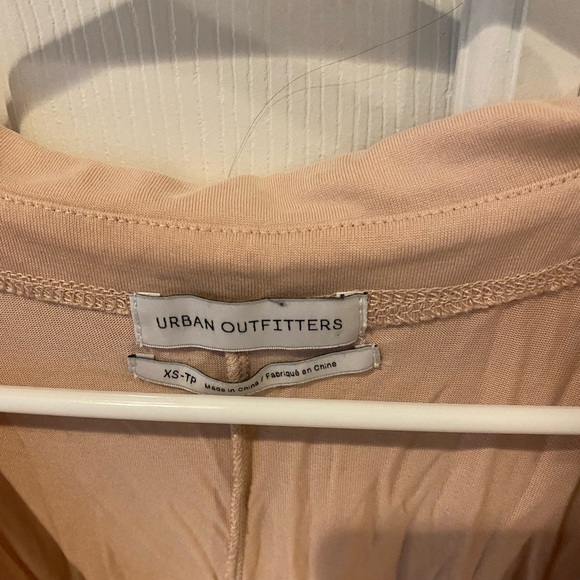 URBAN OUTFITTERS
XS-TP Made in China / Fabriqué en Chine